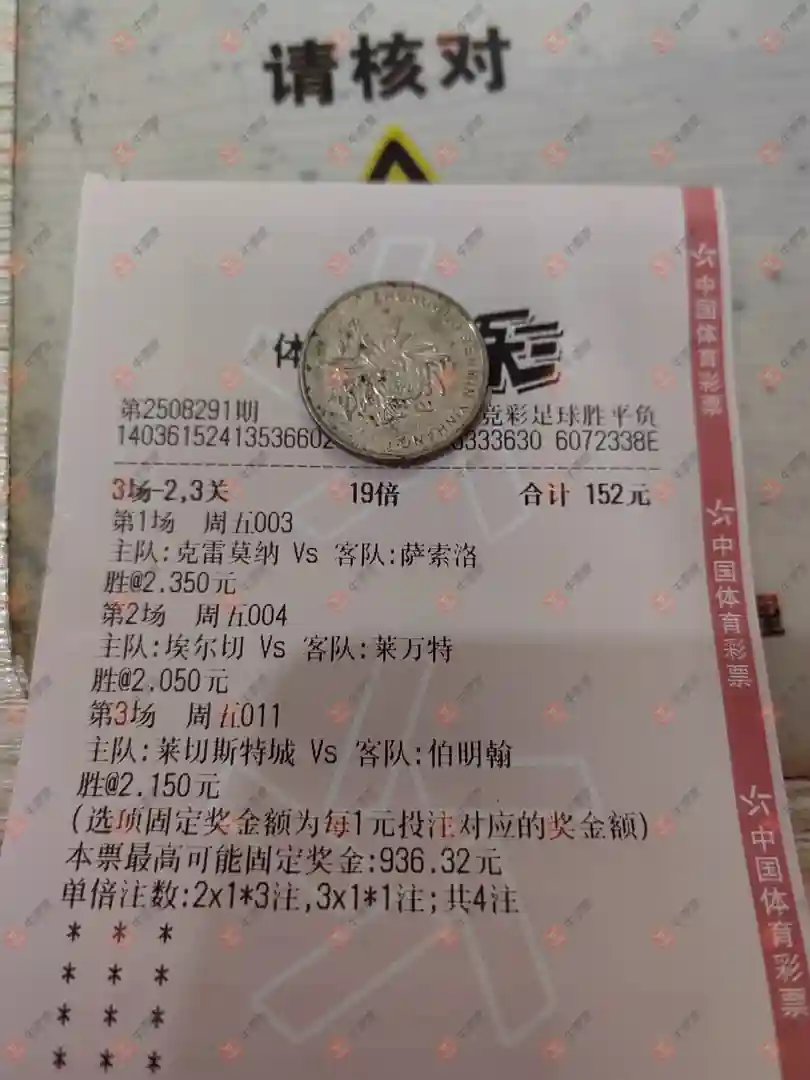 请核对
体
第2508291期
竞彩足球胜平负
14036152413536602
333630 6072338E
3场-2,3关 19倍 合计 152元
第1场 周五003
主队:克雷莫纳 Vs 客队:萨索洛
胜@2.350元
第2场 周五004
主队:埃尔切 Vs 客队:莱万特
胜@2.050元
第3场 周五011
主队:莱切斯特城 Vs 客队:伯明翰
胜@2.150元
(选项固定奖金额为每1元投注对应的奖金额)
本票最高可能固定奖金:936.32元
单倍注数:2x1*3注,3x1*1注;共4注
* * *
* * *
* * *
* * *
中国体育彩票
中国体育彩票
中国体育彩票